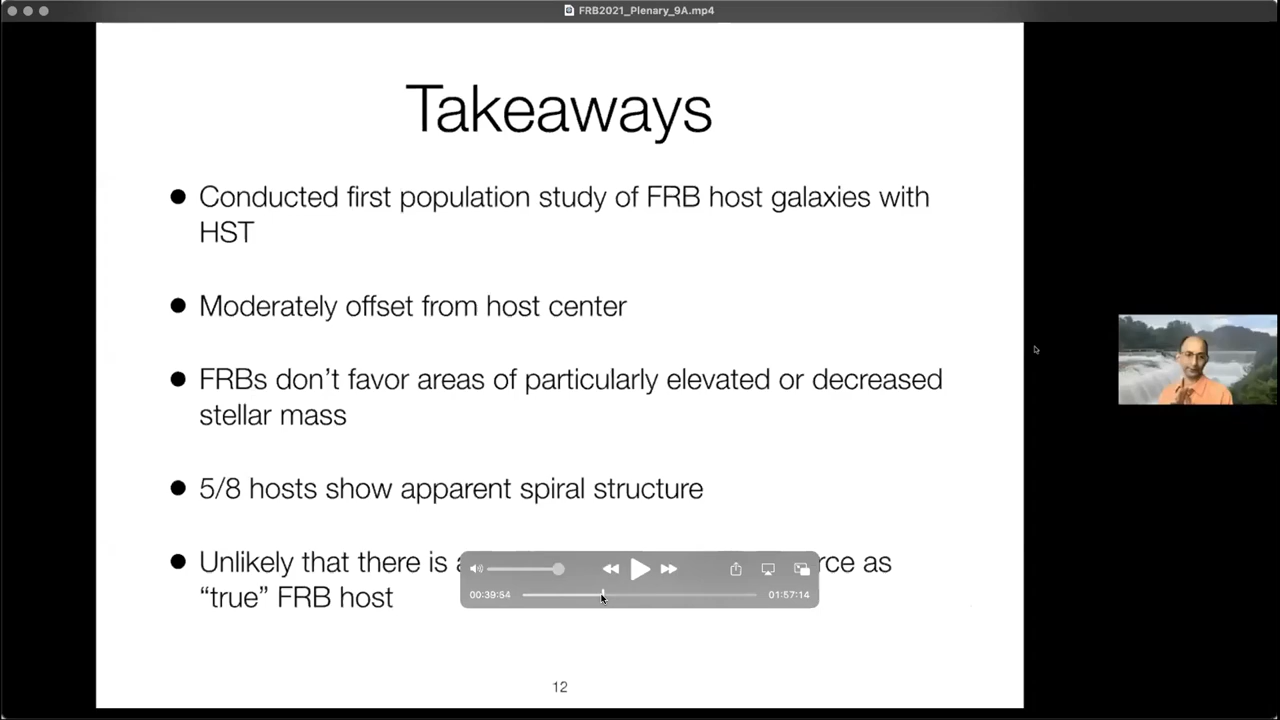 FRB2021_Plenary_9A.mp4
Takeaways
● Conducted first population study of FRB host galaxies with
HST
● Moderately offset from host center
● FRBs don’t favor areas of particularly elevated or decreased
stellar mass
● 5/8 hosts show apparent spiral structure
● Unlikely that there is as
“true” FRB host
00:39:54
01:57:14
12